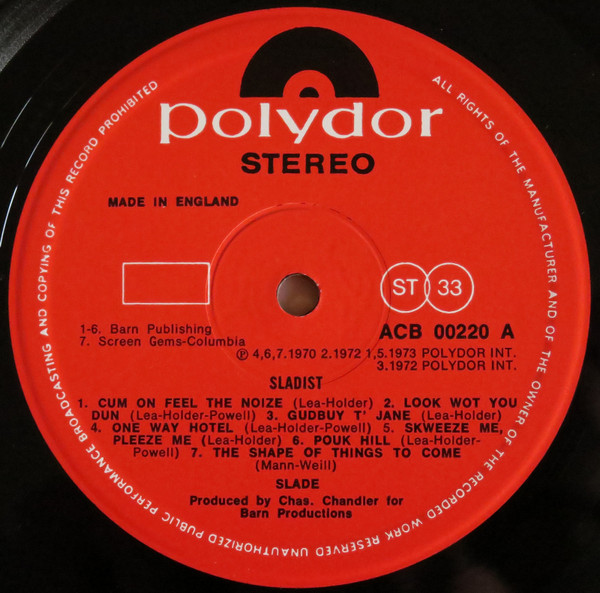 polydor
STEREO
MADE IN ENGLAND
ST 33
1-6. Barn Publishing
7. Screen Gems-Columbia
ACB 00220 A
℗ 4,6,7.1970 2.1972 1,5.1973 POLYDOR INT.
3.1972 POLYDOR INT.
SLADIST
1. CUM ON FEEL THE NOIZE (Lea-Holder) 2. LOOK WOT YOU
DUN (Lea-Holder-Powell) 3. GUDBUY T' JANE (Lea-Holder)
4. ONE WAY HOTEL (Lea-Holder-Powell) 5. SKWEEZE ME,
PLEEZE ME (Lea-Holder) 6. POUK HILL (Lea-Holder-
Powell) 7. THE SHAPE OF THINGS TO COME
(Mann-Weill)
SLADE
Produced by Chas. Chandler for
Barn Productions
ALL RIGHTS OF THE MANUFACTURER AND OF THE OWNER OF THE RECORDED WORK RESERVED UNAUTHORIZED PUBLIC PERFORMANCE BROADCASTING AND COPYING OF THIS RECORD PROHIBITED